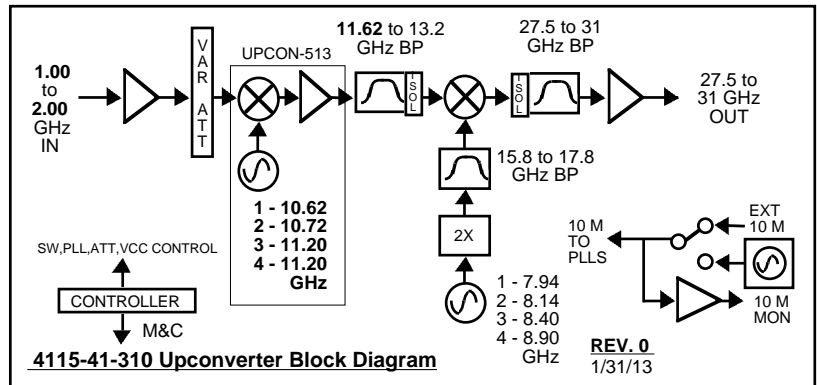 1.00
to
2.00
GHz
IN
VAR ATT
UPCON-513
1 - 10.62
2 - 10.72
3 - 11.20
4 - 11.20
GHz
11.62 to 13.2
GHz BP
ISOL
27.5 to 31
GHz BP
ISOL
27.5 to
31 GHz
OUT
15.8 to 17.8
GHz BP
2X
1 - 7.94
2 - 8.14
3 - 8.40
4 - 8.90
GHz
SW,PLL,ATT,VCC CONTROL
CONTROLLER
M&C
10 M
TO
PLLS
EXT
10 M
10 M
MON
4115-41-310 Upconverter Block Diagram
REV. 0
1/31/13